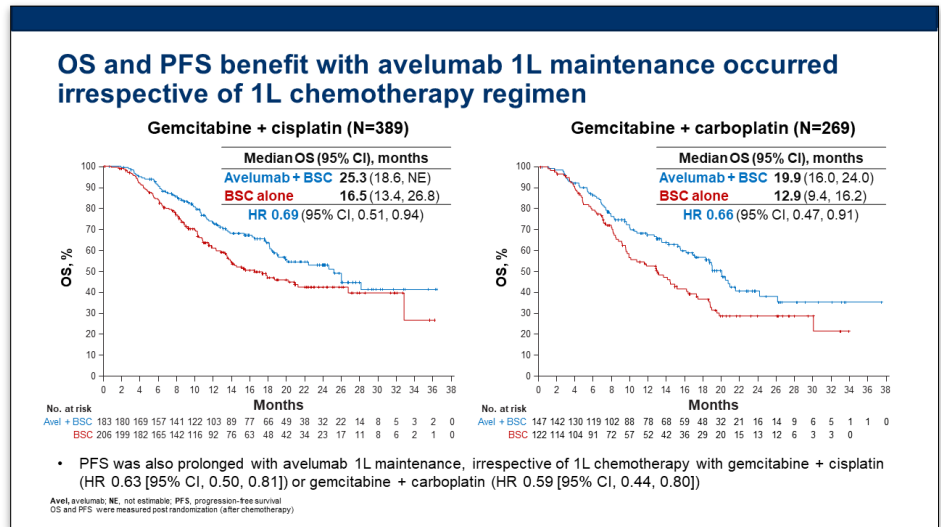 OS and PFS benefit with avelumab 1L maintenance occurred
irrespective of 1L chemotherapy regimen
Gemcitabine + cisplatin (N=389)
Median OS (95% CI), months
Avelumab + BSC 25.3 (18.6, NE)
BSC alone 16.5 (13.4, 26.8)
HR 0.69 (95% CI, 0.51, 0.94)
OS, %
100
90
80
70
60
50
40
30
20
10
0
0 2 4 6 8 10 12 14 16 18 20 22 24 26 28 30 32 34 36 38
Months
No. at risk
Avel + BSC 183 180 169 157 141 122 103 89 77 66 49 38 32 22 14 8 5 3 2 0
BSC 206 199 182 165 142 116 92 76 63 48 42 34 23 17 11 8 6 2 1 0
Gemcitabine + carboplatin (N=269)
Median OS (95% CI), months
Avelumab + BSC 19.9 (16.0, 24.0)
BSC alone 12.9 (9.4, 16.2)
HR 0.66 (95% CI, 0.47, 0.91)
OS, %
100
90
80
70
60
50
40
30
20
10
0
0 2 4 6 8 10 12 14 16 18 20 22 24 26 28 30 32 34 36 38
Months
No. at risk
Avel + BSC 147 142 130 119 102 88 78 68 59 48 32 21 16 14 9 6 5 1 1 0
BSC 122 114 104 91 72 57 52 42 36 29 20 15 13 12 6 3 3 0
• PFS was also prolonged with avelumab 1L maintenance, irrespective of 1L chemotherapy with gemcitabine + cisplatin
(HR 0.63 [95% CI, 0.50, 0.81]) or gemcitabine + carboplatin (HR 0.59 [95% CI, 0.44, 0.80])
Avel, avelumab; NE, not estimable; PFS, progression-free survival
OS and PFS were measured post randomization (after chemotherapy)